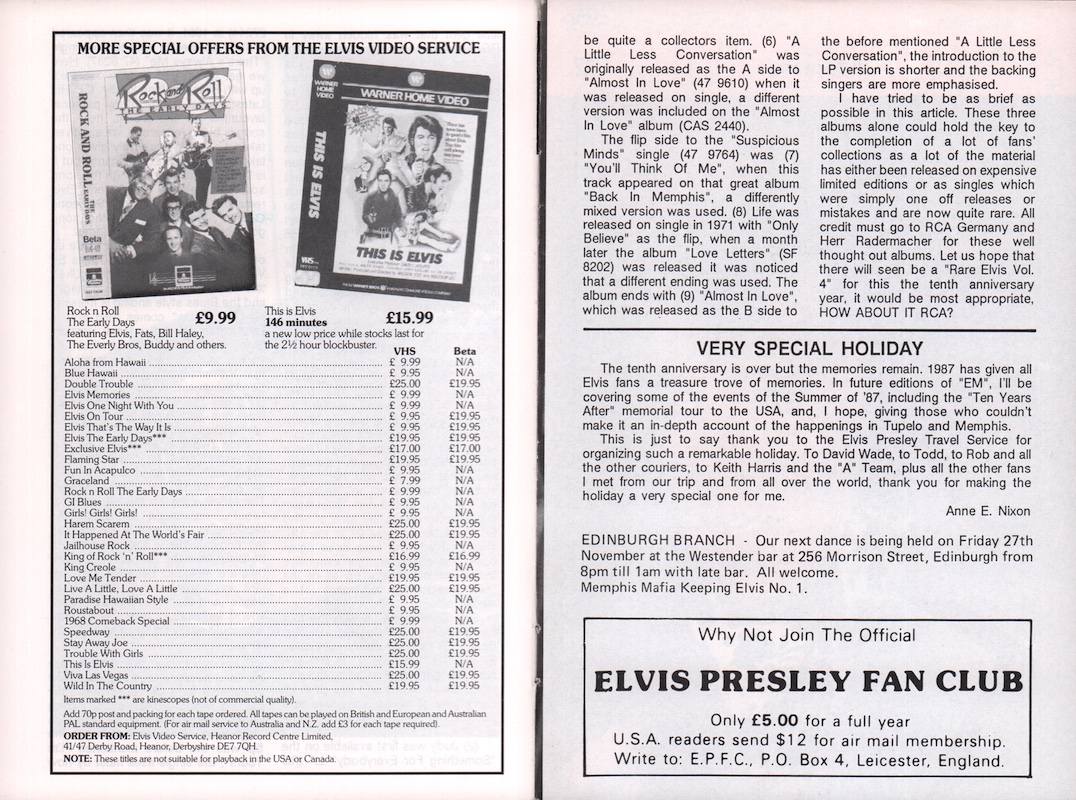 MORE SPECIAL OFFERS FROM THE ELVIS VIDEO SERVICE
Rock and Roll
THE EARLY DAYS
ROCK AND ROLL THE EARLY DAYS
Beta
WARNER HOME VIDEO
WARNER HOME VIDEO
THIS IS ELVIS
THIS IS ELVIS
VHS
Rock n Roll
The Early Days £9.99
featuring Elvis, Fats, Bill Haley,
The Everly Bros, Buddy and others.
This is Elvis
146 minutes £15.99
a new low price while stocks last for
the 2½ hour blockbuster.
VHS Beta
Aloha from Hawaii £ 9.99 N/A
Blue Hawaii £ 9.95 N/A
Double Trouble £25.00 £19.95
Elvis Memories £ 9.99 N/A
Elvis One Night With You £ 9.99 N/A
Elvis On Tour £ 9.95 £19.95
Elvis That's The Way It Is £ 9.95 £19.95
Elvis The Early Days*** £19.95 £19.95
Exclusive Elvis*** £17.00 £17.00
Flaming Star £19.95 £19.95
Fun In Acapulco £ 9.95 N/A
Graceland £ 7.99 N/A
Rock n Roll The Early Days £ 9.99 N/A
GI Blues £ 9.95 N/A
Girls! Girls! Girls! £ 9.95 N/A
Harem Scarem £25.00 £19.95
It Happened At The World's Fair £25.00 £19.95
Jailhouse Rock £ 9.95 N/A
King of Rock 'n' Roll*** £16.99 £16.99
King Creole £ 9.95 N/A
Love Me Tender £19.95 £19.95
Live A Little, Love A Little £25.00 £19.95
Paradise Hawaiian Style £ 9.95 N/A
Roustabout £ 9.95 N/A
1968 Comeback Special £ 9.99 N/A
Speedway £25.00 £19.95
Stay Away Joe £25.00 £19.95
Trouble With Girls £25.00 £19.95
This Is Elvis £15.99 N/A
Viva Las Vegas £25.00 £19.95
Wild In The Country £19.95 £19.95
Items marked *** are kinescopes (not of commercial quality).
Add 70p post and packing for each tape ordered. All tapes can be played on British and European and Australian
PAL standard equipment. (For air mail service to Australia and N.Z. add £3 for each tape required).
ORDER FROM: Elvis Video Service, Heanor Record Centre Limited,
41/47 Derby Road, Heanor, Derbyshire DE7 7QH.
NOTE: These titles are not suitable for playback in the USA or Canada.
be quite a collectors item. (6) "A
Little Less Conversation" was
originally released as the A side to
"Almost In Love" (47 9610) when it
was released on single, a different
version was included on the "Almost
In Love" album (CAS 2440).
The flip side to the "Suspicious
Minds" single (47 9764) was (7)
"You'll Think Of Me", when this
track appeared on that great album
"Back In Memphis", a differently
mixed version was used. (8) Life was
released on single in 1971 with "Only
Believe" as the flip, when a month
later the album "Love Letters" (SF
8202) was released it was noticed
that a different ending was used. The
album ends with (9) "Almost In Love",
which was released as the B side to
the before mentioned "A Little Less
Conversation", the introduction to the
LP version is shorter and the backing
singers are more emphasised.
I have tried to be as brief as
possible in this article. These three
albums alone could hold the key to
the completion of a lot of fans'
collections as a lot of the material
has either been released on expensive
limited editions or as singles which
were simply one off releases or
mistakes and are now quite rare. All
credit must go to RCA Germany and
Herr Radermacher for these well
thought out albums. Let us hope that
there will seen be a "Rare Elvis Vol.
4" for this the tenth anniversary
year, it would be most appropriate,
HOW ABOUT IT RCA?
VERY SPECIAL HOLIDAY
The tenth anniversary is over but the memories remain. 1987 has given all
Elvis fans a treasure trove of memories. In future editions of "EM", I'll be
covering some of the events of the Summer of '87, including the "Ten Years
After" memorial tour to the USA, and, I hope, giving those who couldn't
make it an in-depth account of the happenings in Tupelo and Memphis.
This is just to say thank you to the Elvis Presley Travel Service for
organizing such a remarkable holiday. To David Wade, to Todd, to Rob and all
the other couriers, to Keith Harris and the "A" Team, plus all the other fans
I met from our trip and from all over the world, thank you for making the
holiday a very special one for me.
Anne E. Nixon
EDINBURGH BRANCH - Our next dance is being held on Friday 27th
November at the Westender bar at 256 Morrison Street, Edinburgh from
8pm till 1am with late bar. All welcome.
Memphis Mafia Keeping Elvis No. 1.
Why Not Join The Official
ELVIS PRESLEY FAN CLUB
Only £5.00 for a full year
U.S.A. readers send $12 for air mail membership.
Write to: E.P.F.C., P.O. Box 4, Leicester, England.